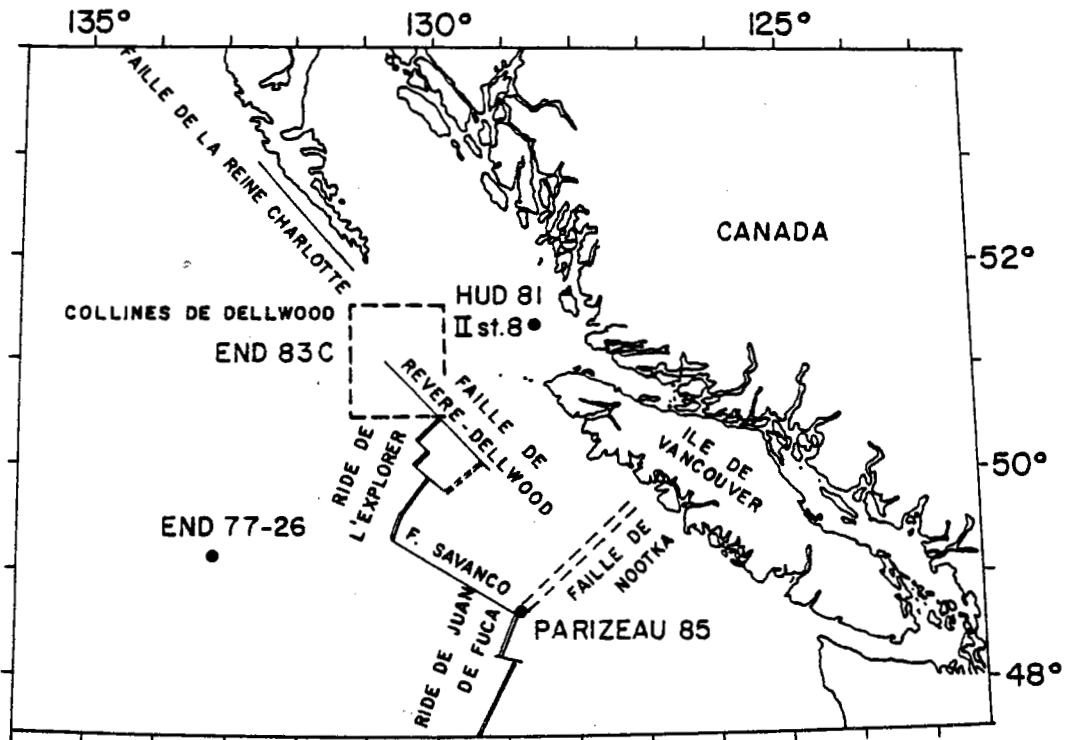 135° 130° 125°
FAILLE DE LA REINE CHARLOTTE
CANADA
52°
COLLINES DE DELLWOOD
END 83C
HUD 81
II st.8
FAILLE DE
REVERE-DELLWOOD
RIDE DE
L'EXPLORER
ILE DE
VANCOUVER
50°
END 77-26
F. SAVANCO
FAILLE DE
NOOTKA
PARIZEAU 85
RIDE DE JUAN
DE FUCA
48°